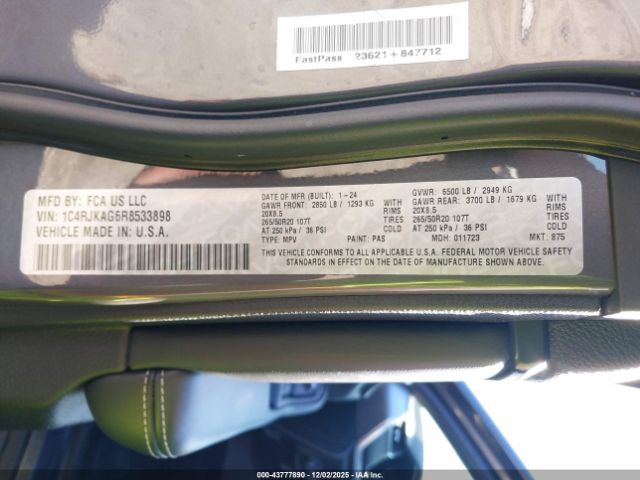 FastPass 23621+847712
MFD BY: FCA US LLC
VIN: 1C4RJKAG6R8533898
VEHICLE MADE IN U.S.A.
DATE OF MFR (BUILT): 1-24
GAWR FRONT: 2850 LB / 1293 KG
20X8.5
265/50R20 107T
AT 250 kPa / 36 PSI
TYPE: MPV
PAINT: PAS
WITH
RIMS
TIRES
COLD
GVWR: 6500 LB / 2949 KG
GAWR REAR: 3700 LB / 1679 KG
20X8.5
265/50R20 107T
AT 250 kPa / 36 PSI
MDH: 011723
WITH
RIMS
TIRES
COLD
MKT: 875
THIS VEHICLE CONFORMS TO ALL APPLICABLE U.S.A. FEDERAL MOTOR VEHICLE SAFETY
STANDARDS IN EFFECT ON THE DATE OF MANUFACTURE SHOWN ABOVE.
00-43777890 - 12/02/2025 - IAAI.COM